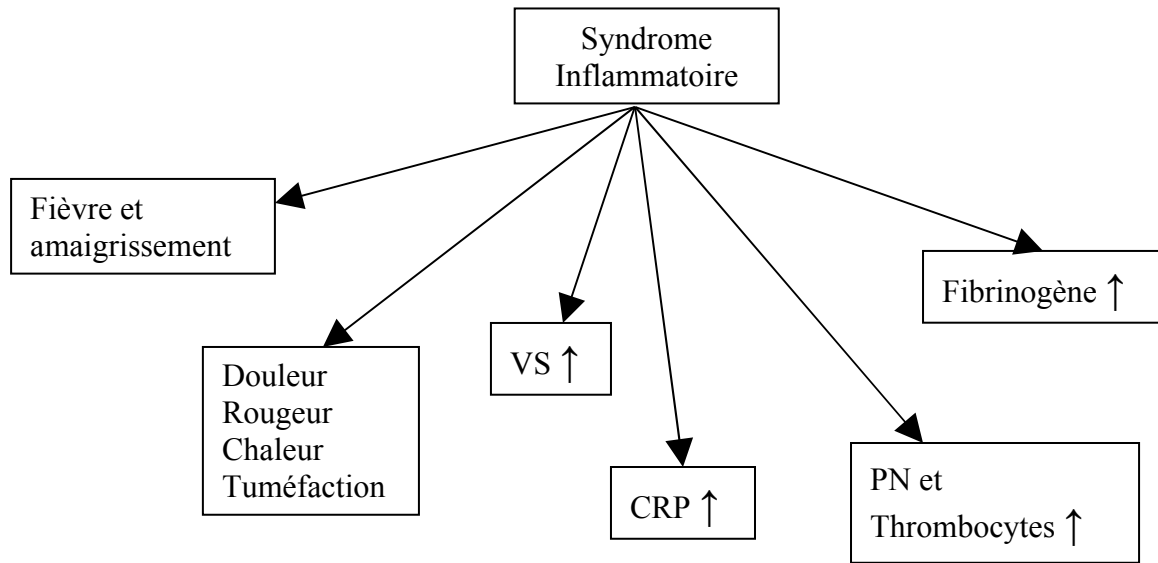 Syndrome
Inflammatoire
Fièvre et
amaigrissement
Fibrinogène ↑
Douleur
Rougeur
Chaleur
Tuméfaction
VS ↑
CRP ↑
PN et
Thrombocytes ↑